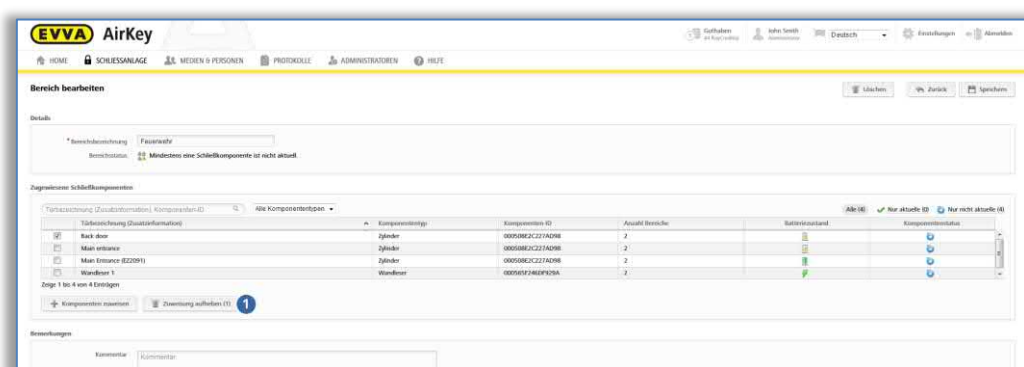 EVVA AirKey
Guthaben
John Smith
Deutsch
Einstellungen
Abmelden
HOME SCHLIESSANLAGE MEDIEN & PERSONEN PROTOKOLLE ADMINISTRATOREN HILFE
Bereich bearbeiten
Löschen Zurück Speichern
Details
* Bereichsbezeichnung Feuerwehr
Bereichsstatus Mindestens eine Schließkomponente ist nicht aktuell.
Zugewiesene Schließkomponenten
Türbezeichnung (Zusatzinformation), Komponenten-ID Alle Komponententypen Alle (4) Nur aktuelle (0) Nur nicht aktuelle (4)
Türbezeichnung (Zusatzinformation) Komponententyp Komponenten-ID Anzahl Bereiche Batteriezustand Komponentenstatus
Back door Zylinder 000508E2C227AD98 2
Main entrance Zylinder 000508E2C227AD98 2
Main Entrance (EZ2091) Zylinder 000508E2C227AD98 2
Wandleser 1 Wandleser 000565F246DF929A 2
Zeige 1 bis 4 von 4 Einträgen
Komponenten zuweisen Zuweisung aufheben (1) 1
Bemerkungen
Kommentar Kommentar